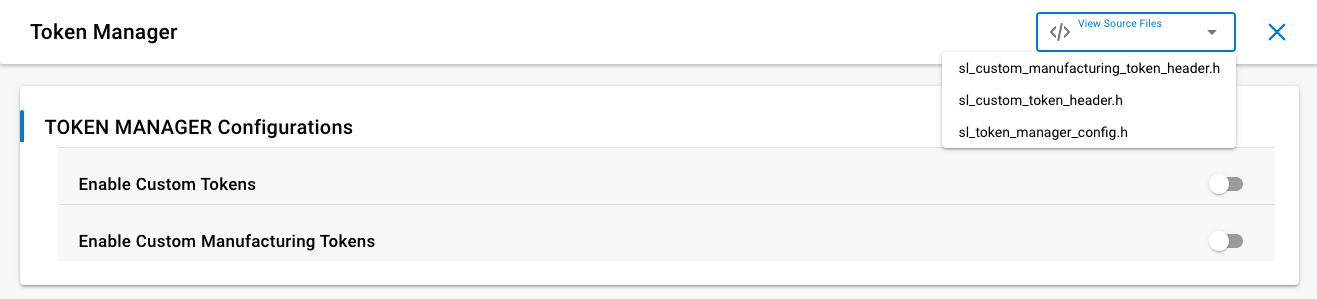 Token Manager
</> View Source Files
sl_custom_manufacturing_token_header.h
sl_custom_token_header.h
sl_token_manager_config.h
TOKEN MANAGER Configurations
Enable Custom Tokens
Enable Custom Manufacturing Tokens